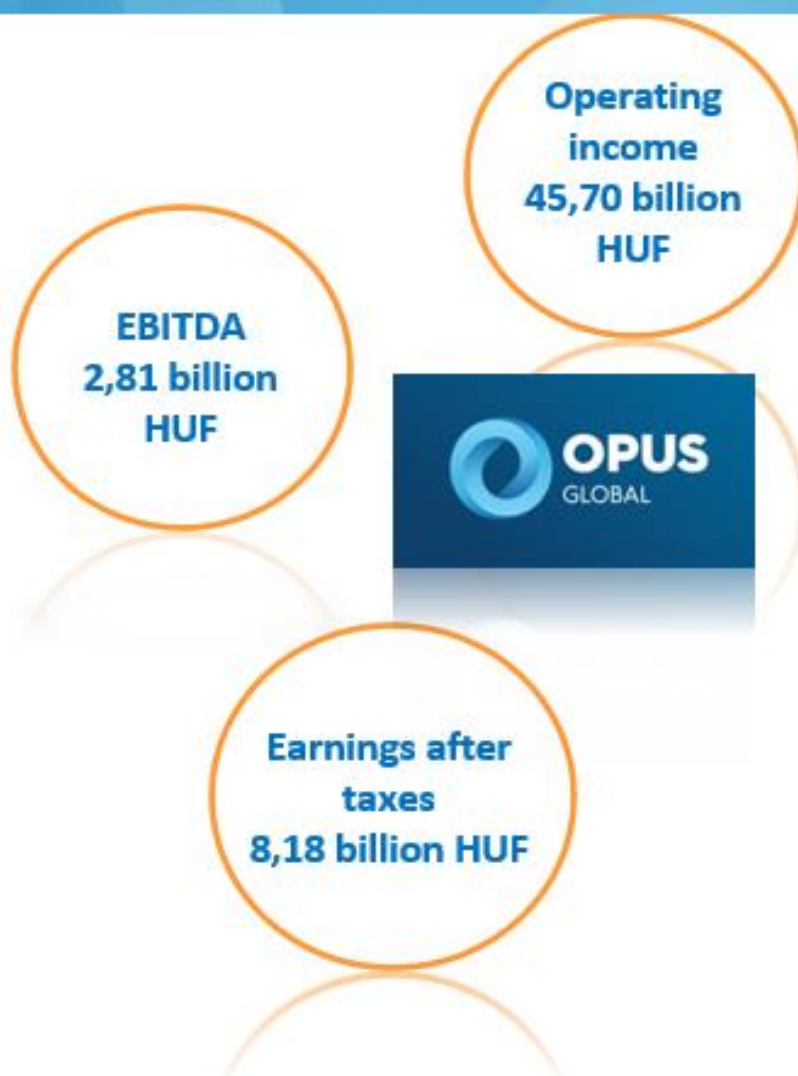 Operating
income
45,70 billion
HUF
EBITDA
2,81 billion
HUF
OPUS
GLOBAL
Earnings after
taxes
8,18 billion HUF